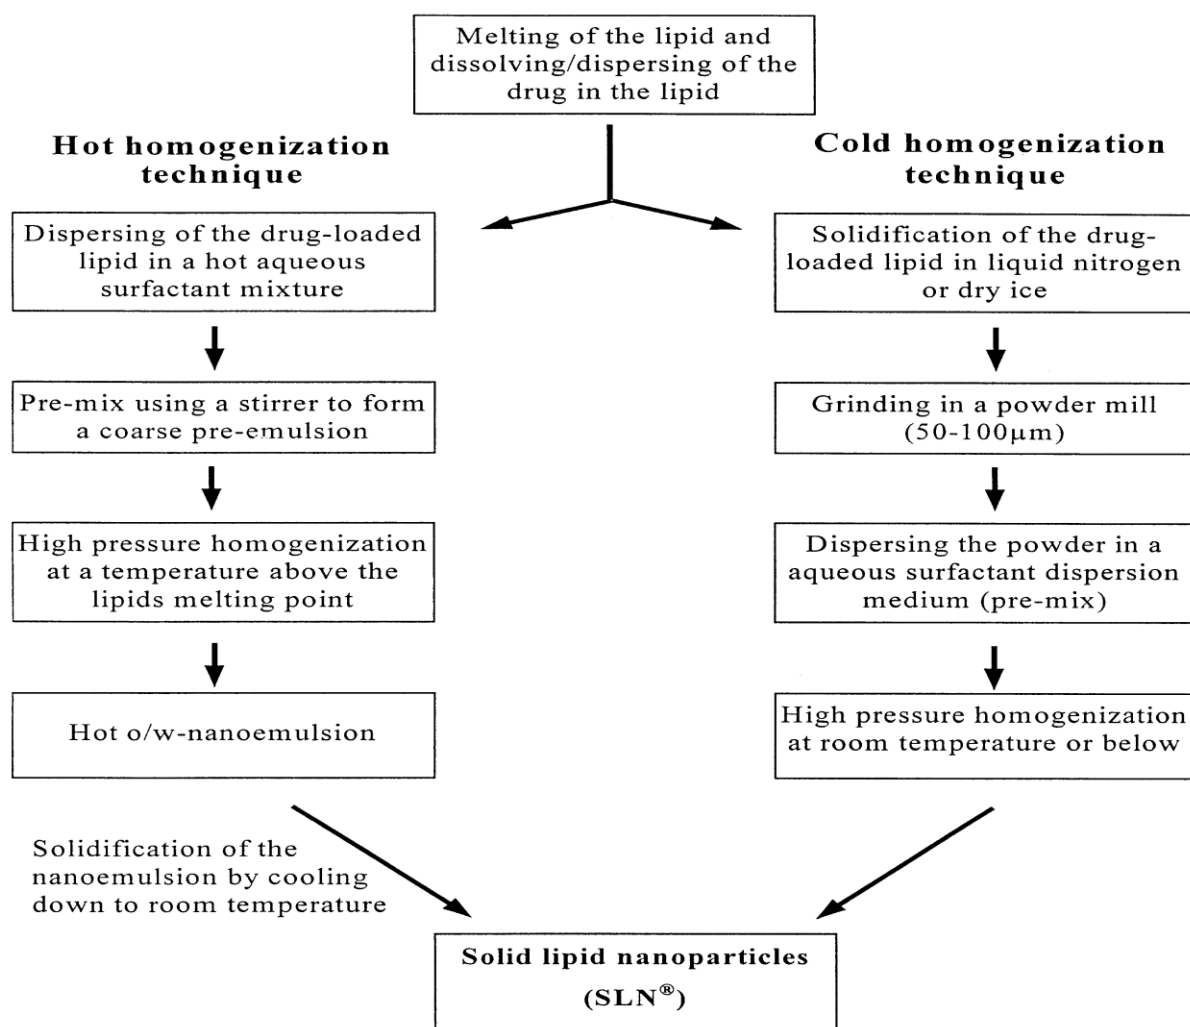 Melting of the lipid and
dissolving/dispersing of the
drug in the lipid
Hot homogenization
technique
Cold homogenization
technique
Dispersing of the drug-loaded
lipid in a hot aqueous
surfactant mixture
Solidification of the drug-
loaded lipid in liquid nitrogen
or dry ice
Pre-mix using a stirrer to form
a coarse pre-emulsion
Grinding in a powder mill
(50-100µm)
High pressure homogenization
at a temperature above the
lipids melting point
Dispersing the powder in a
aqueous surfactant dispersion
medium (pre-mix)
Hot o/w-nanoemulsion
High pressure homogenization
at room temperature or below
Solidification of the
nanoemulsion by cooling
down to room temperature
Solid lipid nanoparticles
(SLN®)